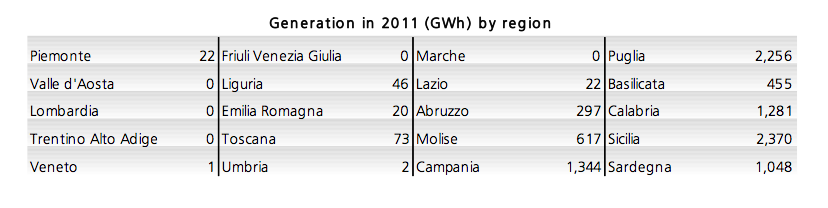 Generation in 2011 (GWh) by region
Piemonte 22 Friuli Venezia Giulia 0 Marche 0 Puglia 2,256
Valle d'Aosta 0 Liguria 46 Lazio 22 Basilicata 455
Lombardia 0 Emilia Romagna 20 Abruzzo 297 Calabria 1,281
Trentino Alto Adige 0 Toscana 73 Molise 617 Sicilia 2,370
Veneto 1 Umbria 2 Campania 1,344 Sardegna 1,048